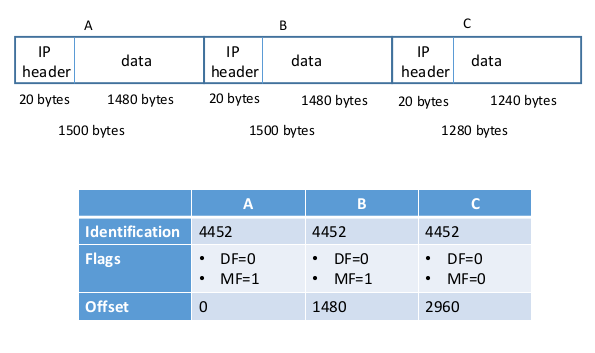 A B C
IP header data IP header data IP header data
20 bytes 1480 bytes 20 bytes 1480 bytes 20 bytes 1240 bytes
1500 bytes 1500 bytes 1280 bytes
A B C
Identification 4452 4452 4452
Flags • DF=0 • DF=0 • DF=0
• MF=1 • MF=1 • MF=0
Offset 0 1480 2960